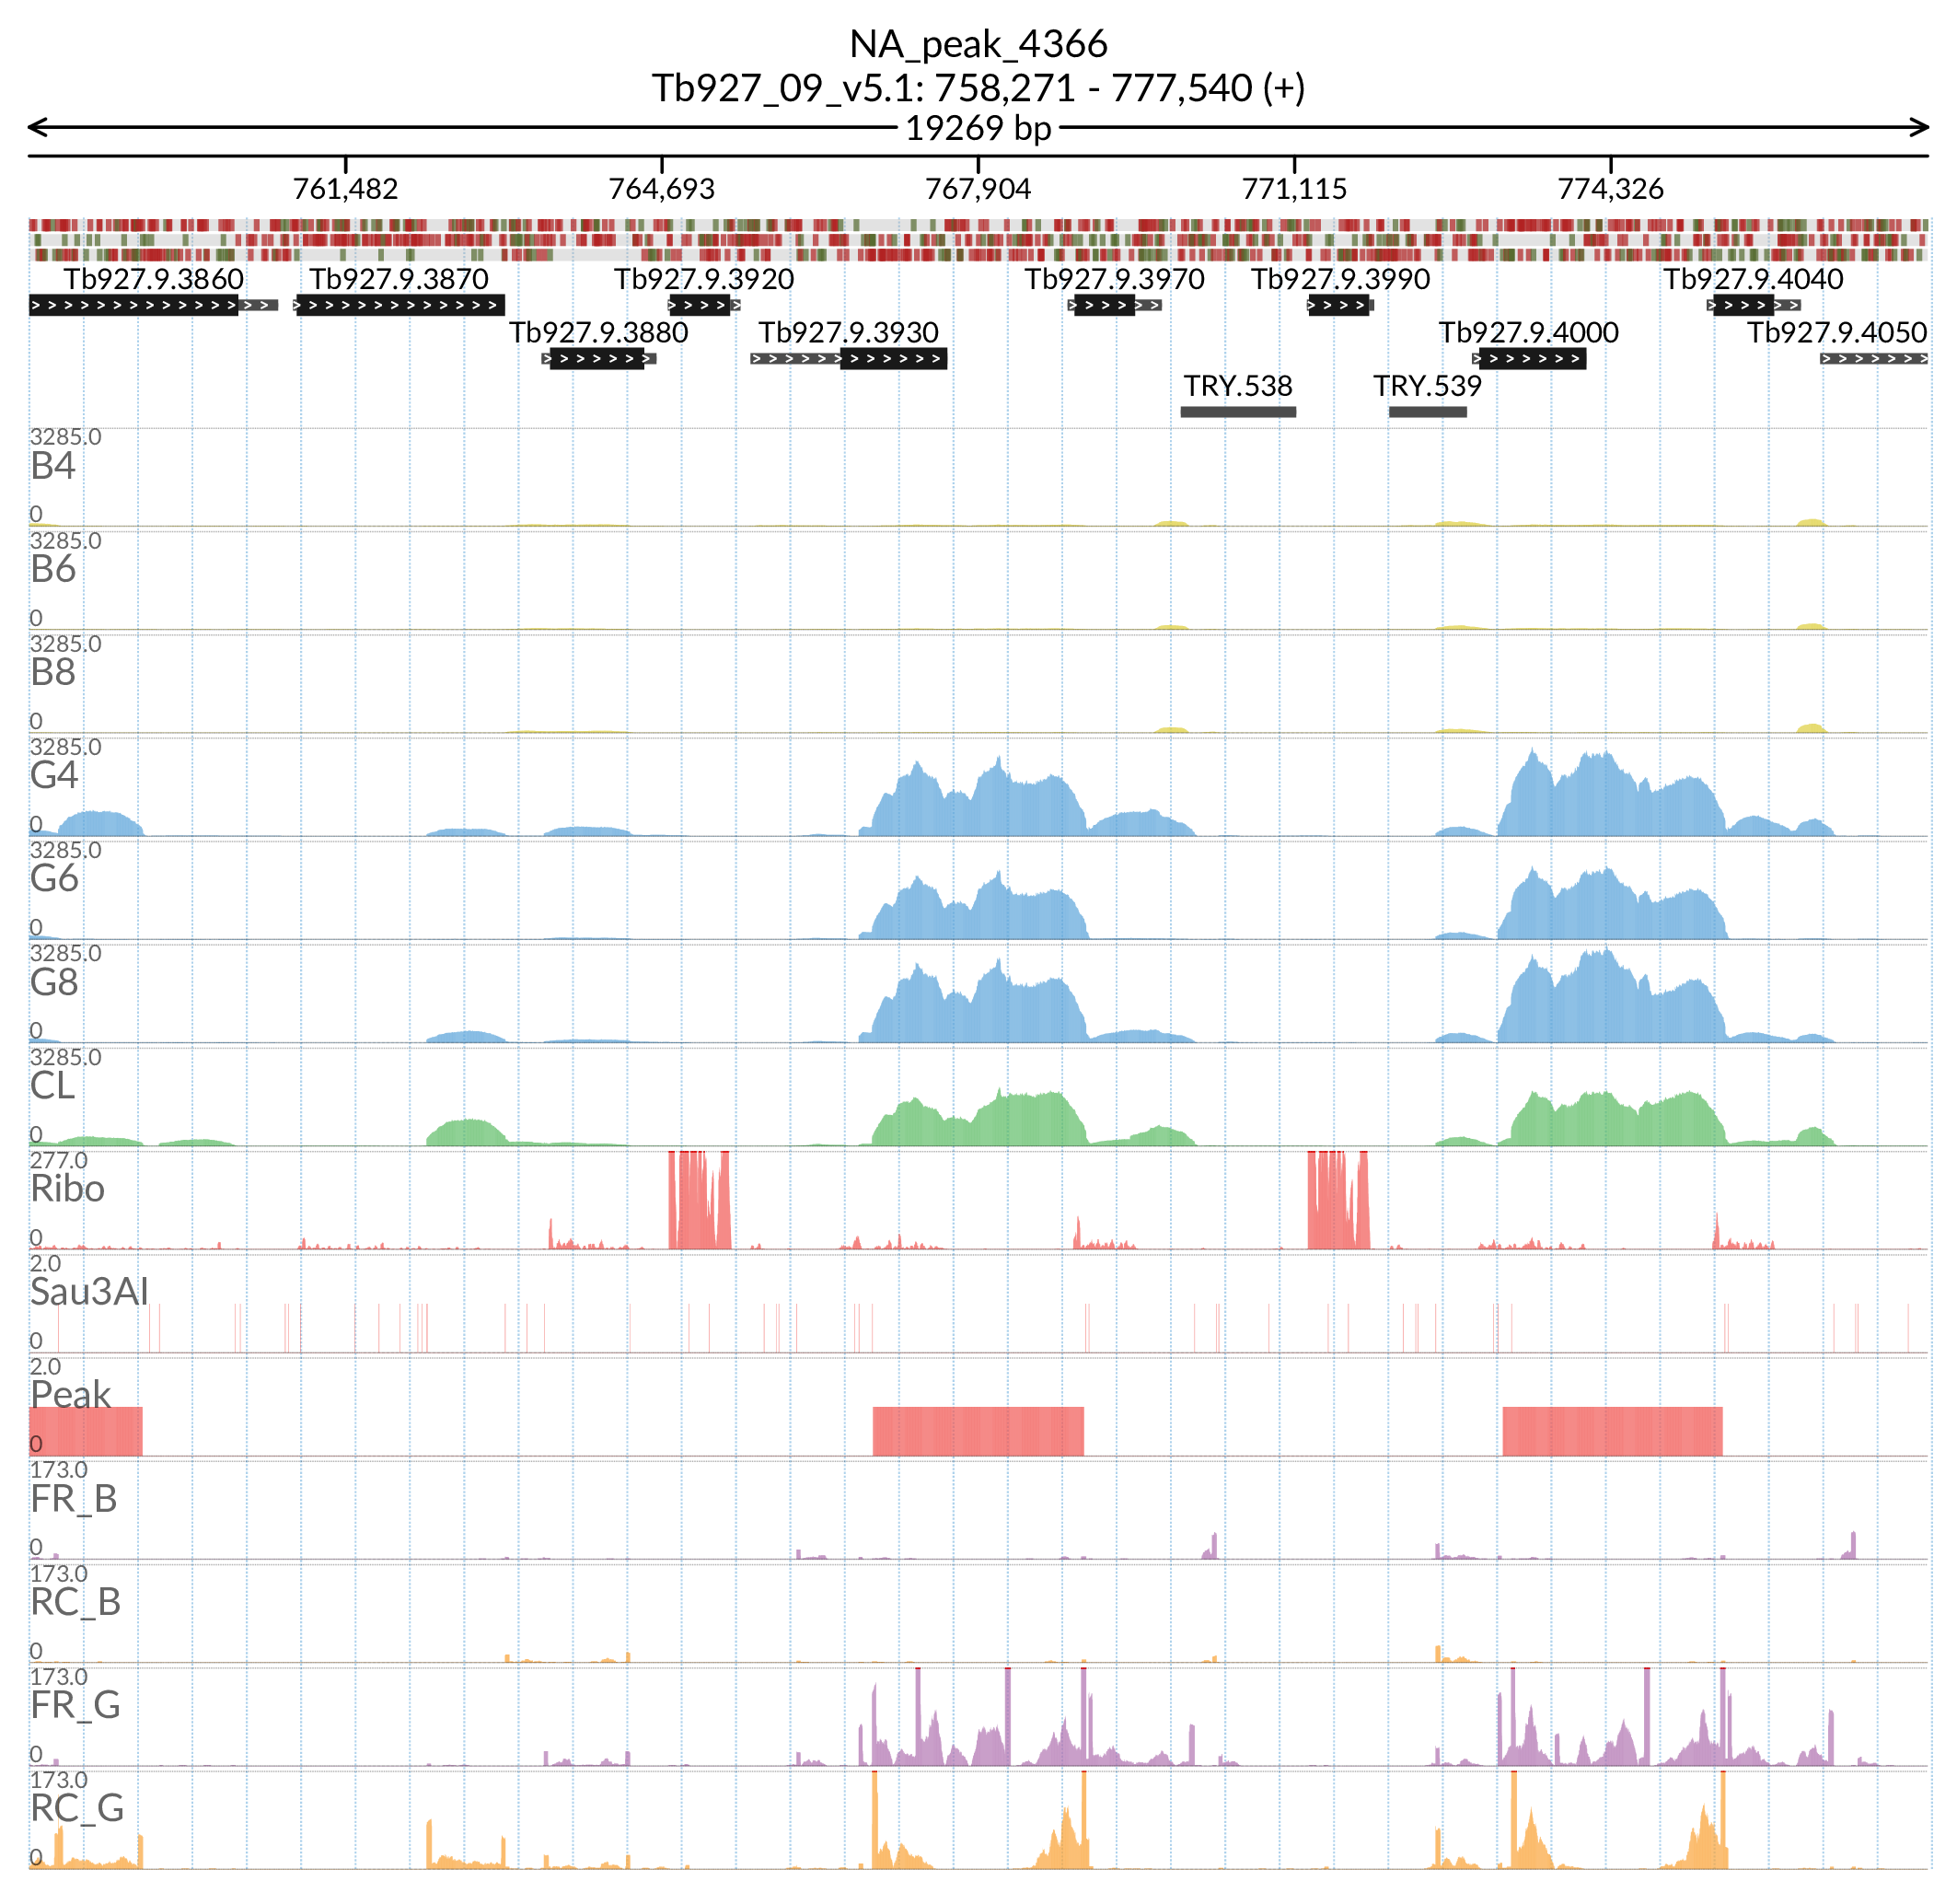 NA_peak_4366
Tb927_09_v5.1: 758,271 - 777,540 (+)
19269 bp
761,482 764,693 767,904 771,115 774,326
Tb927.9.3860 Tb927.9.3870 Tb927.9.3920 Tb927.9.3970 Tb927.9.3990 Tb927.9.4040
Tb927.9.3880 Tb927.9.3930 Tb927.9.4000 Tb927.9.4050
TRY.538 TRY.539
3285.0
B4
0
3285.0
B6
0
3285.0
B8
0
3285.0
G4
0
3285.0
G6
0
3285.0
G8
0
3285.0
CL
0
277.0
Ribo
0
2.0
Sau3AI
0
2.0
Peak
0
173.0
FR_B
0
173.0
RC_B
0
173.0
FR_G
0
173.0
RC_G
0